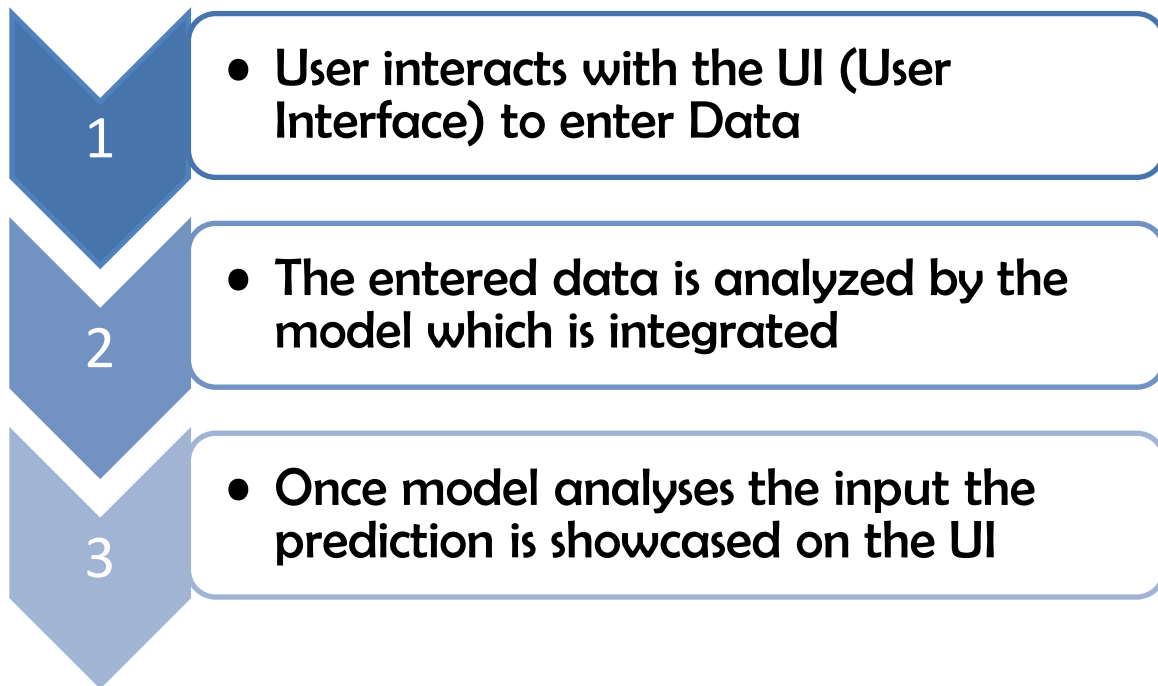 1
• User interacts with the UI (User
Interface) to enter Data
2
• The entered data is analyzed by the
model which is integrated
3
• Once model analyses the input the
prediction is showcased on the UI